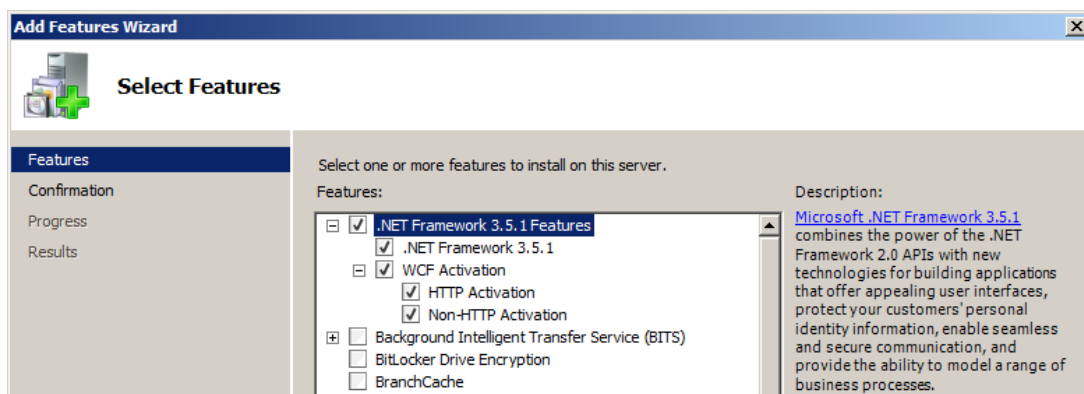 Add Features Wizard
Select Features
Features
Confirmation
Progress
Results
Select one or more features to install on this server.
Features:
.NET Framework 3.5.1 Features
.NET Framework 3.5.1
WCF Activation
HTTP Activation
Non-HTTP Activation
Background Intelligent Transfer Service (BITS)
BitLocker Drive Encryption
BranchCache
Description:
Microsoft .NET Framework 3.5.1
combines the power of the .NET
Framework 2.0 APIs with new
technologies for building applications
that offer appealing user interfaces,
protect your customers' personal
identity information, enable seamless
and secure communication, and
provide the ability to model a range of
business processes.